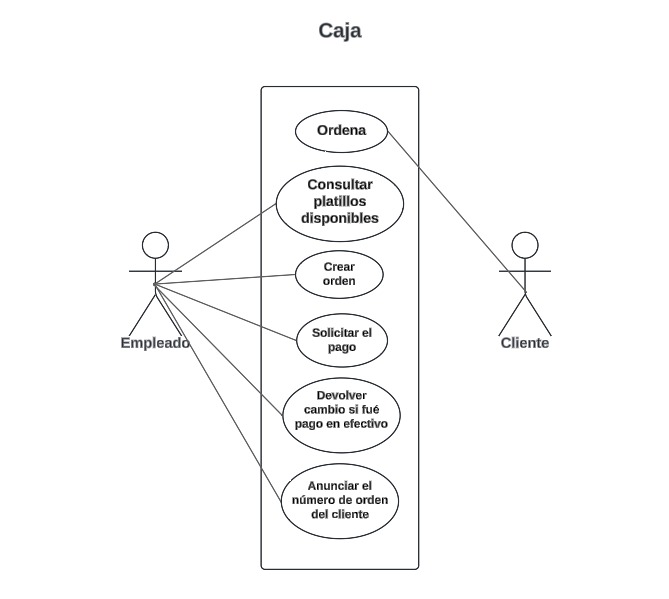 Caja
Ordena
Consultar
platillos
disponibles
Crear
orden
Solicitar el
pago
Empleado
Cliente
Devolver
cambio si fué
pago en efectivo
Anunciar el
número de orden
del cliente